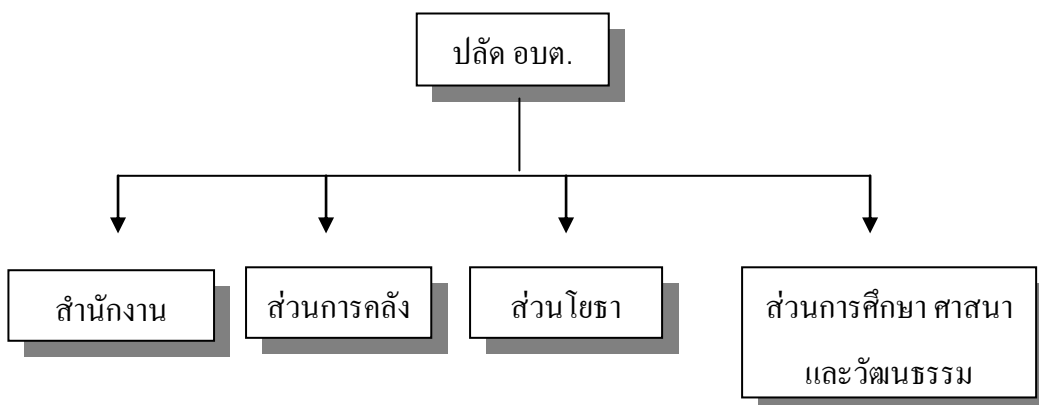 ปลัด อบต.
สำนักงาน
ส่วนการคลัง
ส่วนโยธา
ส่วนการศึกษา ศาสนา
และวัฒนธรรม